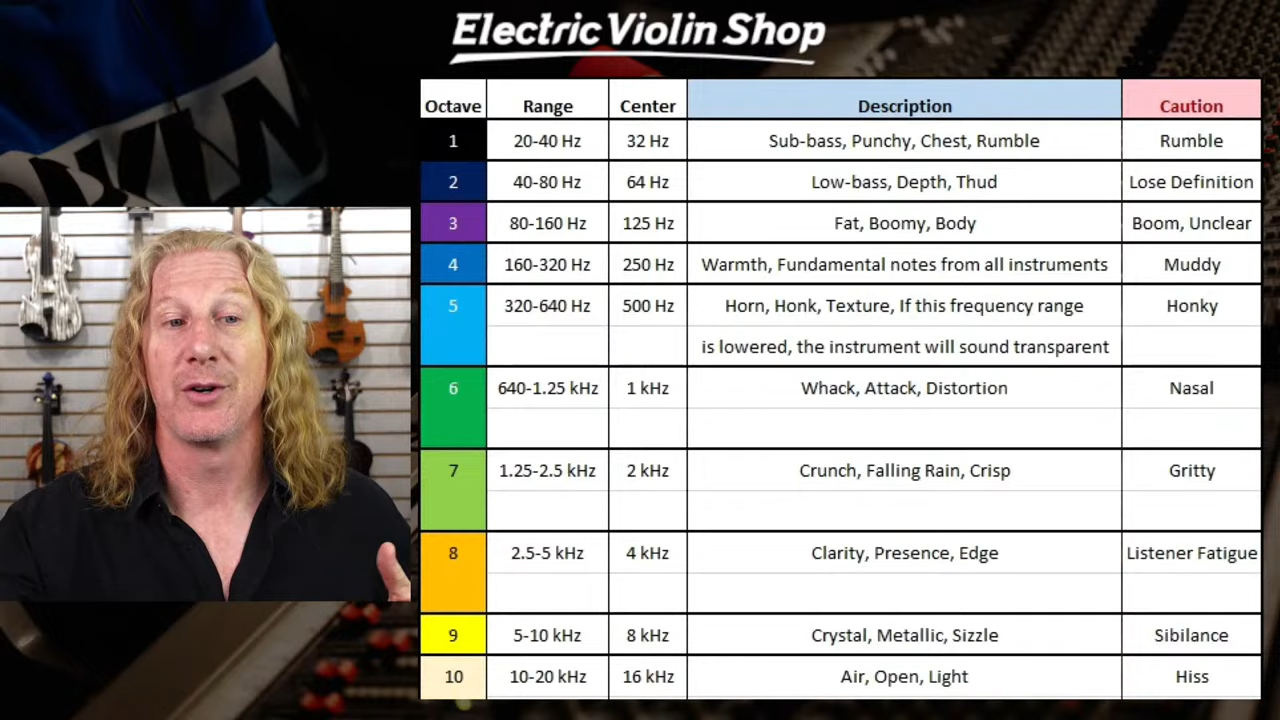 Electric Violin Shop
Octave Range Center Description Caution
1 20-40 Hz 32 Hz Sub-bass, Punchy, Chest, Rumble Rumble
2 40-80 Hz 64 Hz Low-bass, Depth, Thud Lose Definition
3 80-160 Hz 125 Hz Fat, Boomy, Body Boom, Unclear
4 160-320 Hz 250 Hz Warmth, Fundamental notes from all instruments Muddy
5 320-640 Hz 500 Hz Horn, Honk, Texture, If this frequency range Honky
is lowered, the instrument will sound transparent
6 640-1.25 kHz 1 kHz Whack, Attack, Distortion Nasal
7 1.25-2.5 kHz 2 kHz Crunch, Falling Rain, Crisp Gritty
8 2.5-5 kHz 4 kHz Clarity, Presence, Edge Listener Fatigue
9 5-10 kHz 8 kHz Crystal, Metallic, Sizzle Sibilance
10 10-20 kHz 16 kHz Air, Open, Light Hiss